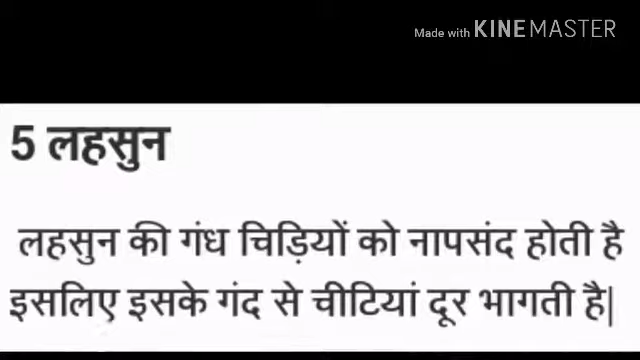 Made with KINEMASTER
5 लहसुन
लहसुन की गंध चिड़ियों को नापसंद होती है
इसलिए इसके गंद से चीटियां दूर भागती है|